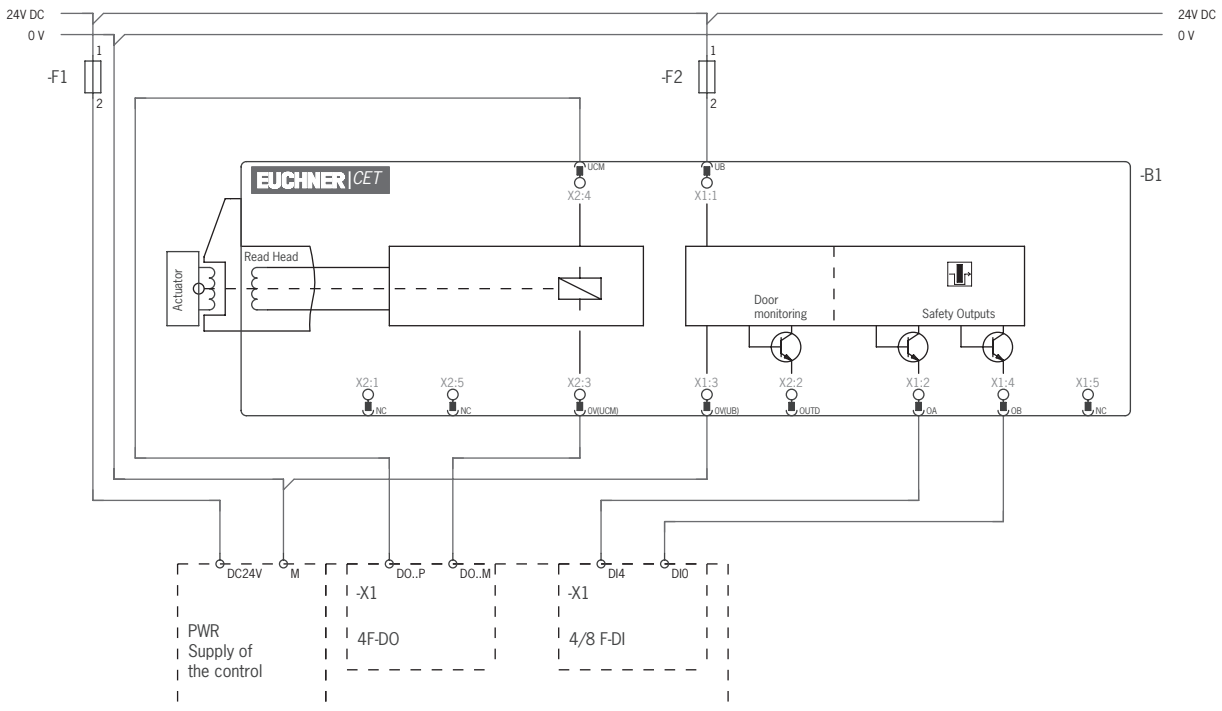 24V DC
24V DC
0 V
0 V
1
1
-F1
-F2
2
2
UCM
UB
EUCHNER|CET
-B1
X2:4
X1:1
Read Head
Actuator
Door
monitoring
Safety Outputs
X2:1
X2:5
X2:3
X1:3
X2:2
X1:2
X1:4
X1:5
NC
NC
0V(UCM)
0V(UB)
OUTD
OA
OB
NC
DC24V
M
DO..P
DO..M
DI4
DI0
-X1
-X1
PWR
Supply of
the control
4F-DO
4/8 F-DI